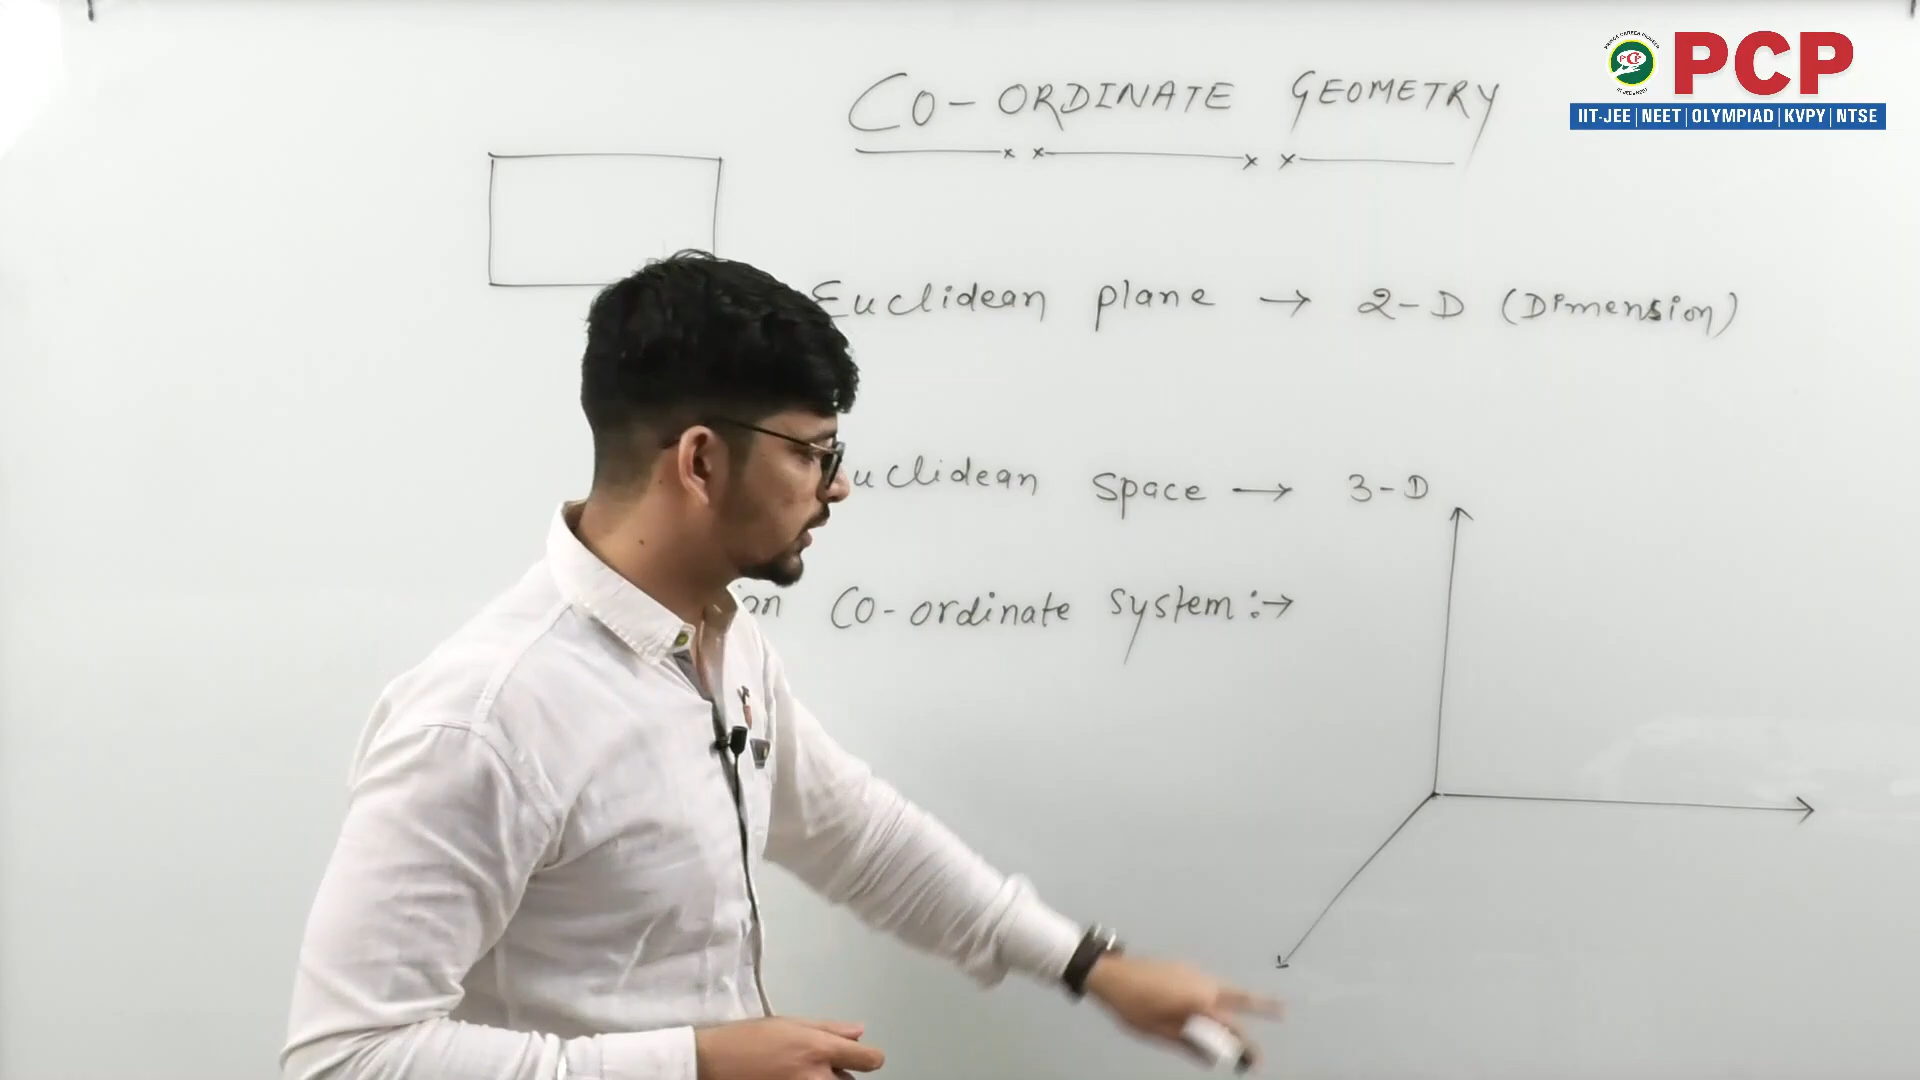 PCP
IIT-JEE | NEET | OLYMPIAD | KVPY | NTSE
CO-ORDINATE GEOMETRY
Euclidean plane → 2-D (Dimension)
uclidean space → 3-D
Co-ordinate system :→